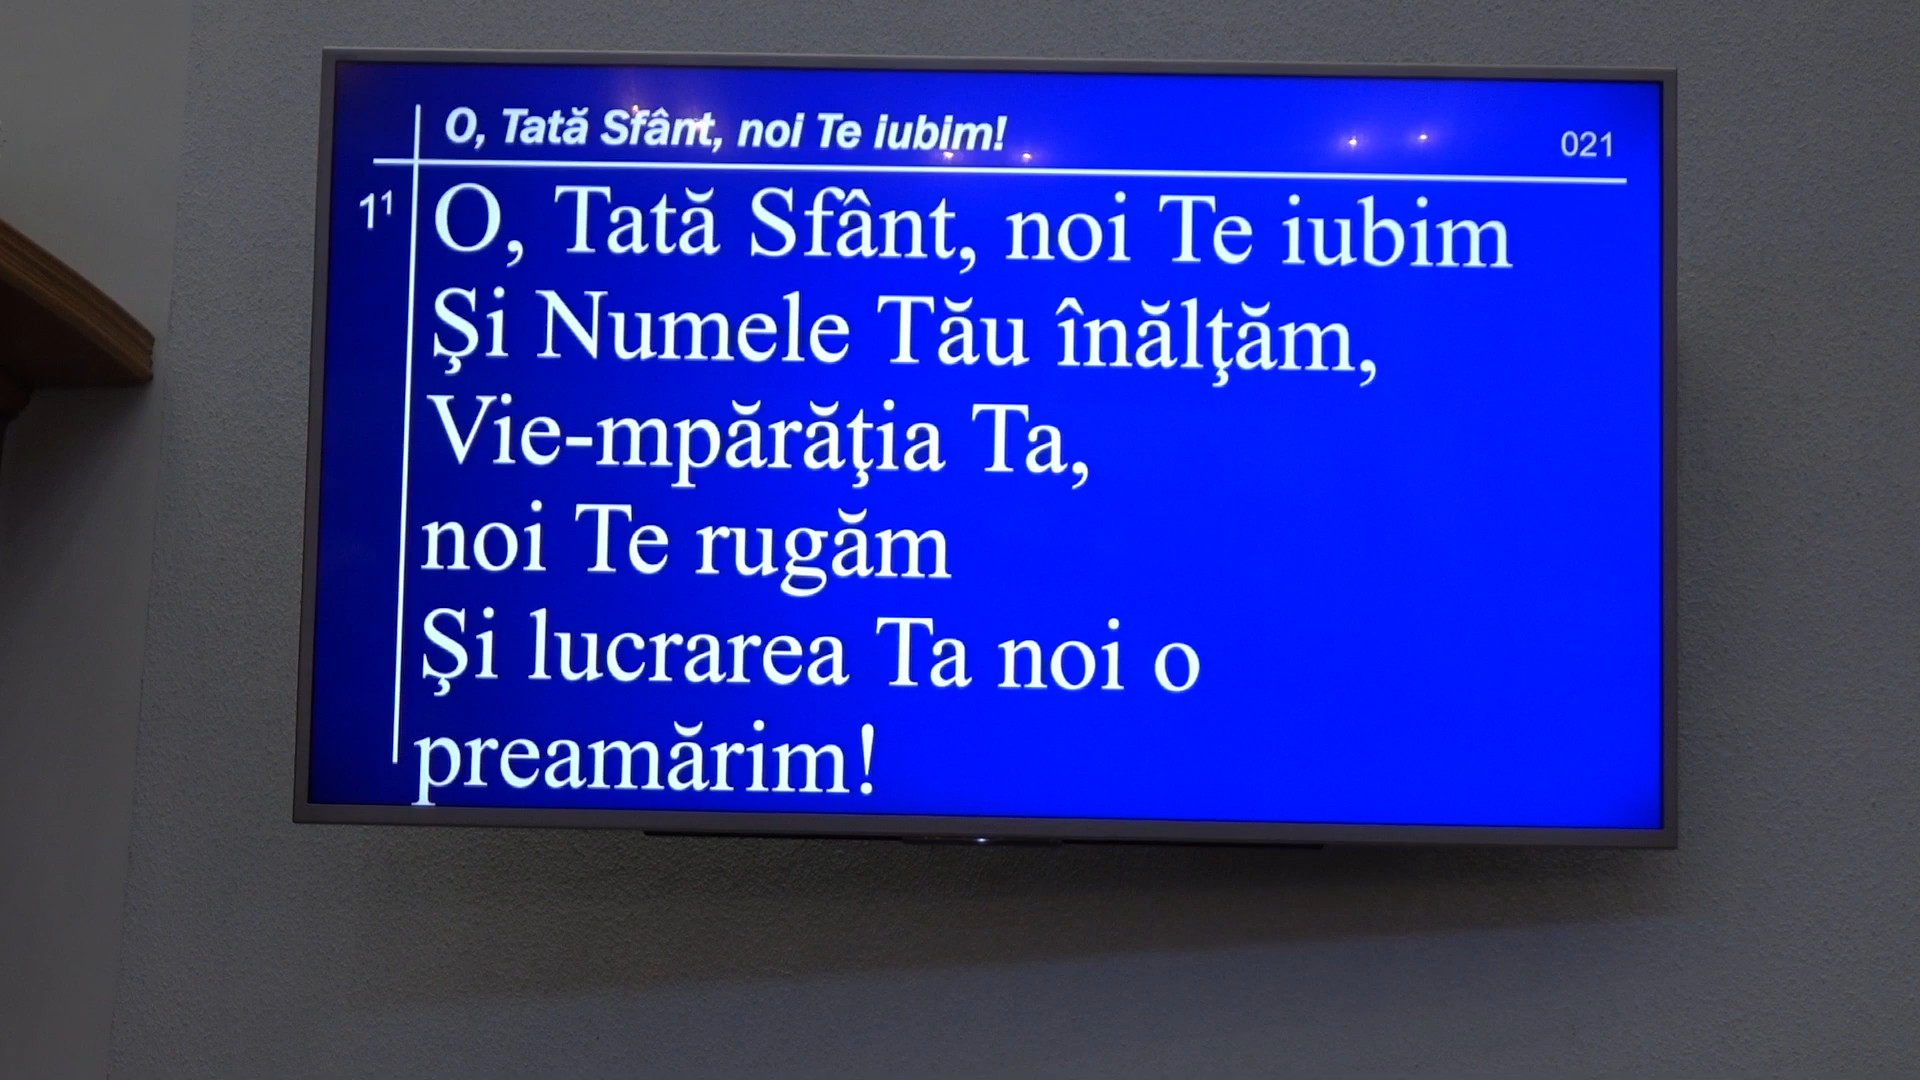 O, Tată Sfânt, noi Te iubim!
021
1¹ O, Tată Sfânt, noi Te iubim
Şi Numele Tău înălţăm,
Vie-mpărăţia Ta,
noi Te rugăm
Şi lucrarea Ta noi o
preamărim!